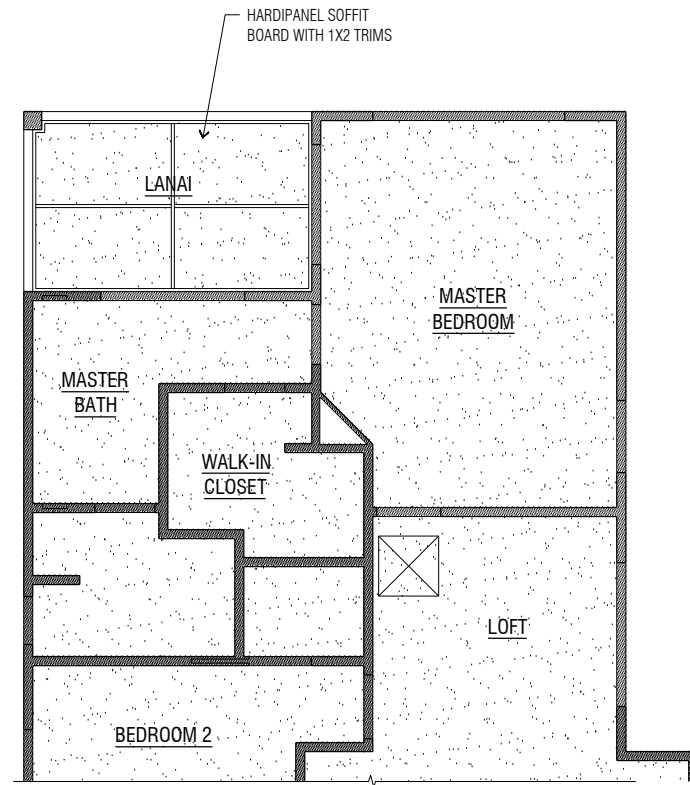 HARDIPANEL SOFFIT
BOARD WITH 1X2 TRIMS
LANAI
MASTER
BEDROOM
MASTER
BATH
WALK-IN
CLOSET
LOFT
BEDROOM 2